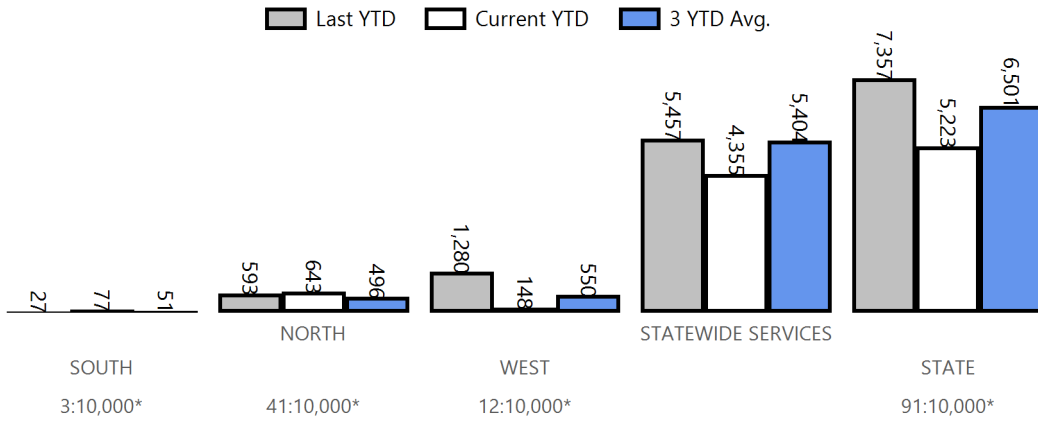 Last YTD Current YTD 3 YTD Avg.
27 77 51 593 643 496 1,280 148 550 5,457 4,355 5,404 7,357 5,223 6,501
NORTH STATEWIDE SERVICES
SOUTH WEST STATE
3:10,000* 41:10,000* 12:10,000* 91:10,000*